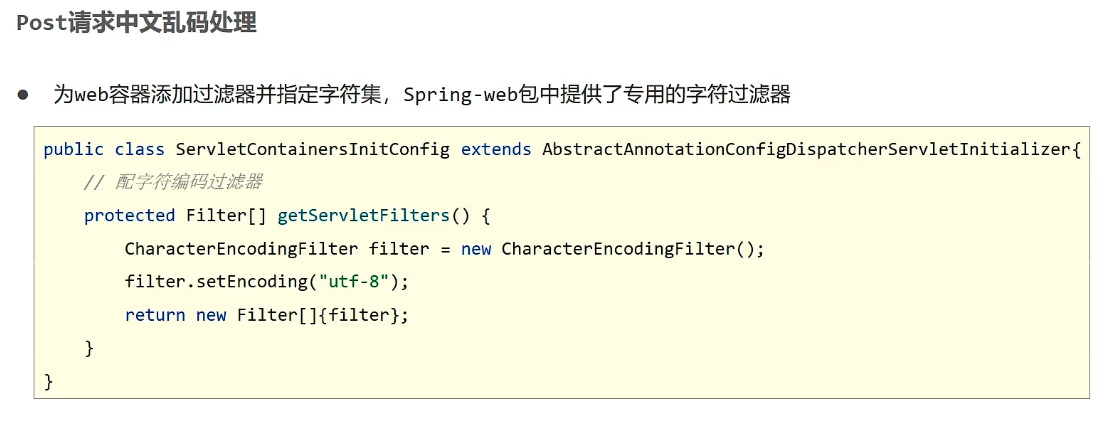 Post请求中文乱码处理
● 为web容器添加过滤器并指定字符集，Spring-web包中提供了专用的字符过滤器
public class ServletContainersInitConfig extends AbstractAnnotationConfigDispatcherServletInitializer{
    // 配字符编码过滤器
    protected Filter[] getServletFilters() {
        CharacterEncodingFilter filter = new CharacterEncodingFilter();
        filter.setEncoding("utf-8");
        return new Filter[]{filter};
    }
}